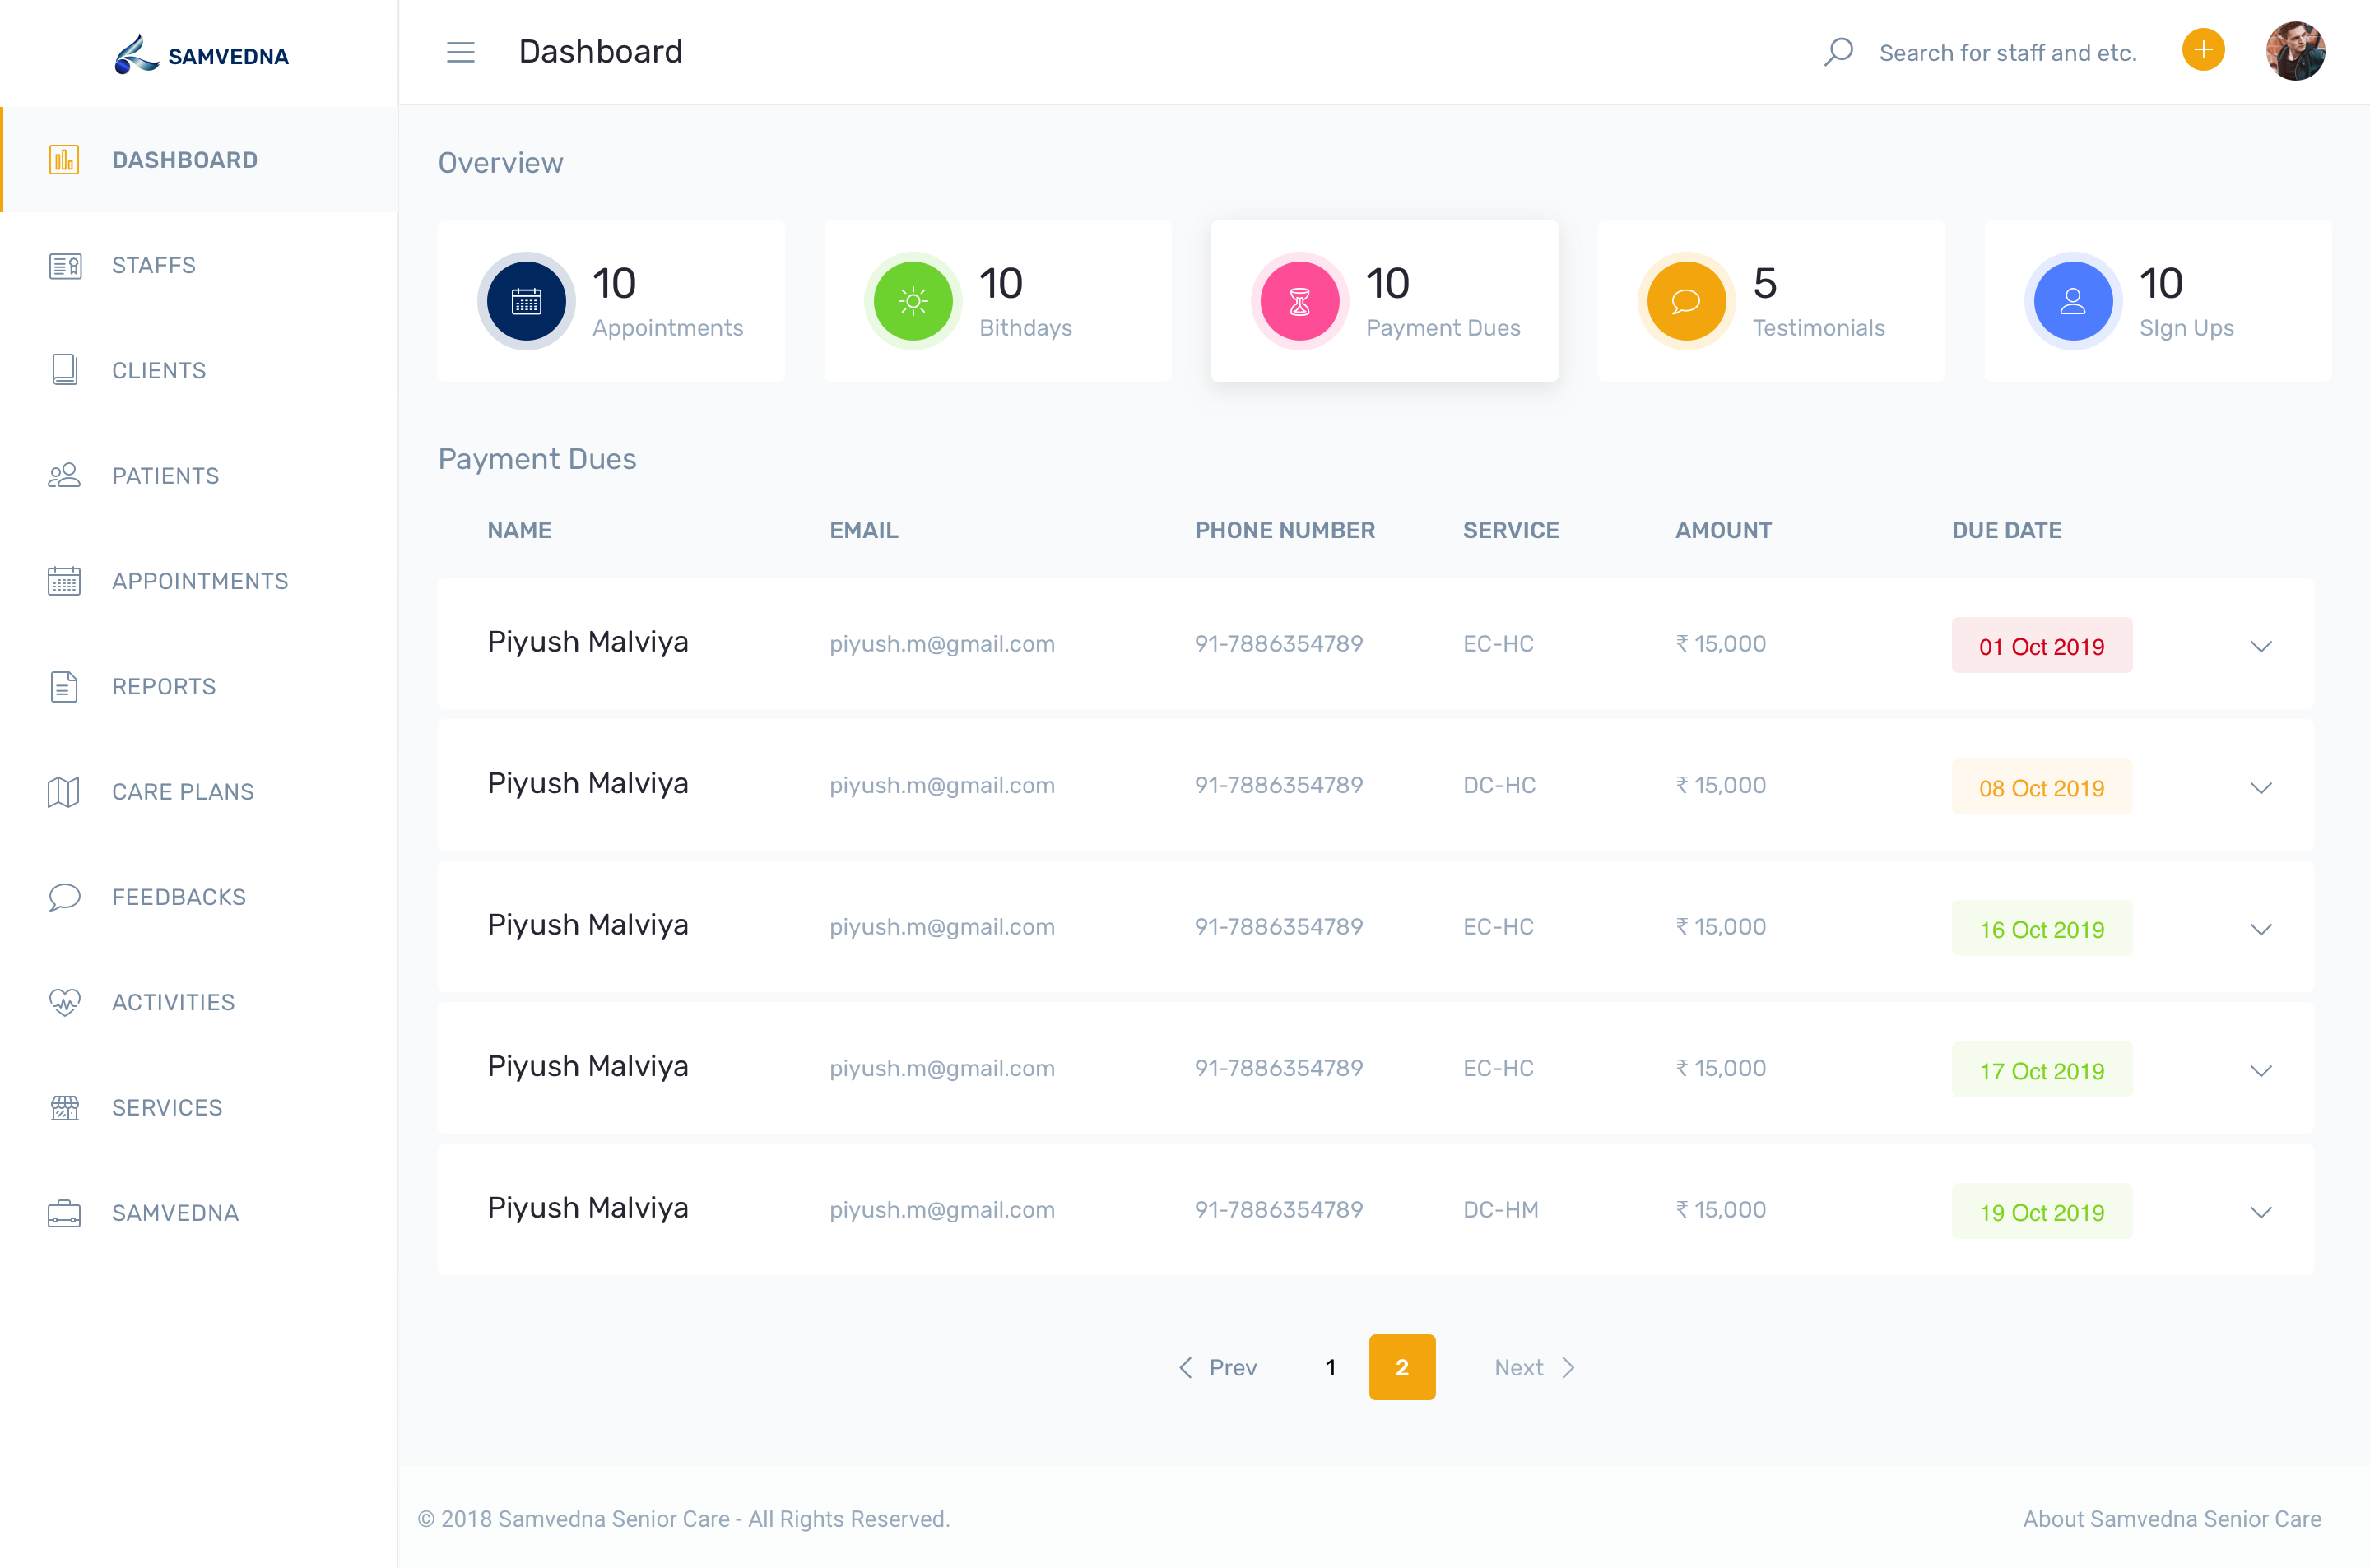 SAMVEDNA
Dashboard
Search for staff and etc.
DASHBOARD
STAFFS
CLIENTS
PATIENTS
APPOINTMENTS
REPORTS
CARE PLANS
FEEDBACKS
ACTIVITIES
SERVICES
SAMVEDNA
Overview
10
Appointments
10
Bithdays
10
Payment Dues
5
Testimonials
10
SIgn Ups
Payment Dues
NAME EMAIL PHONE NUMBER SERVICE AMOUNT DUE DATE
Piyush Malviya piyush.m@gmail.com 91-7886354789 EC-HC ₹ 15,000 01 Oct 2019
Piyush Malviya piyush.m@gmail.com 91-7886354789 DC-HC ₹ 15,000 08 Oct 2019
Piyush Malviya piyush.m@gmail.com 91-7886354789 EC-HC ₹ 15,000 16 Oct 2019
Piyush Malviya piyush.m@gmail.com 91-7886354789 EC-HC ₹ 15,000 17 Oct 2019
Piyush Malviya piyush.m@gmail.com 91-7886354789 DC-HM ₹ 15,000 19 Oct 2019
Prev 1 2 Next
© 2018 Samvedna Senior Care - All Rights Reserved. About Samvedna Senior Care